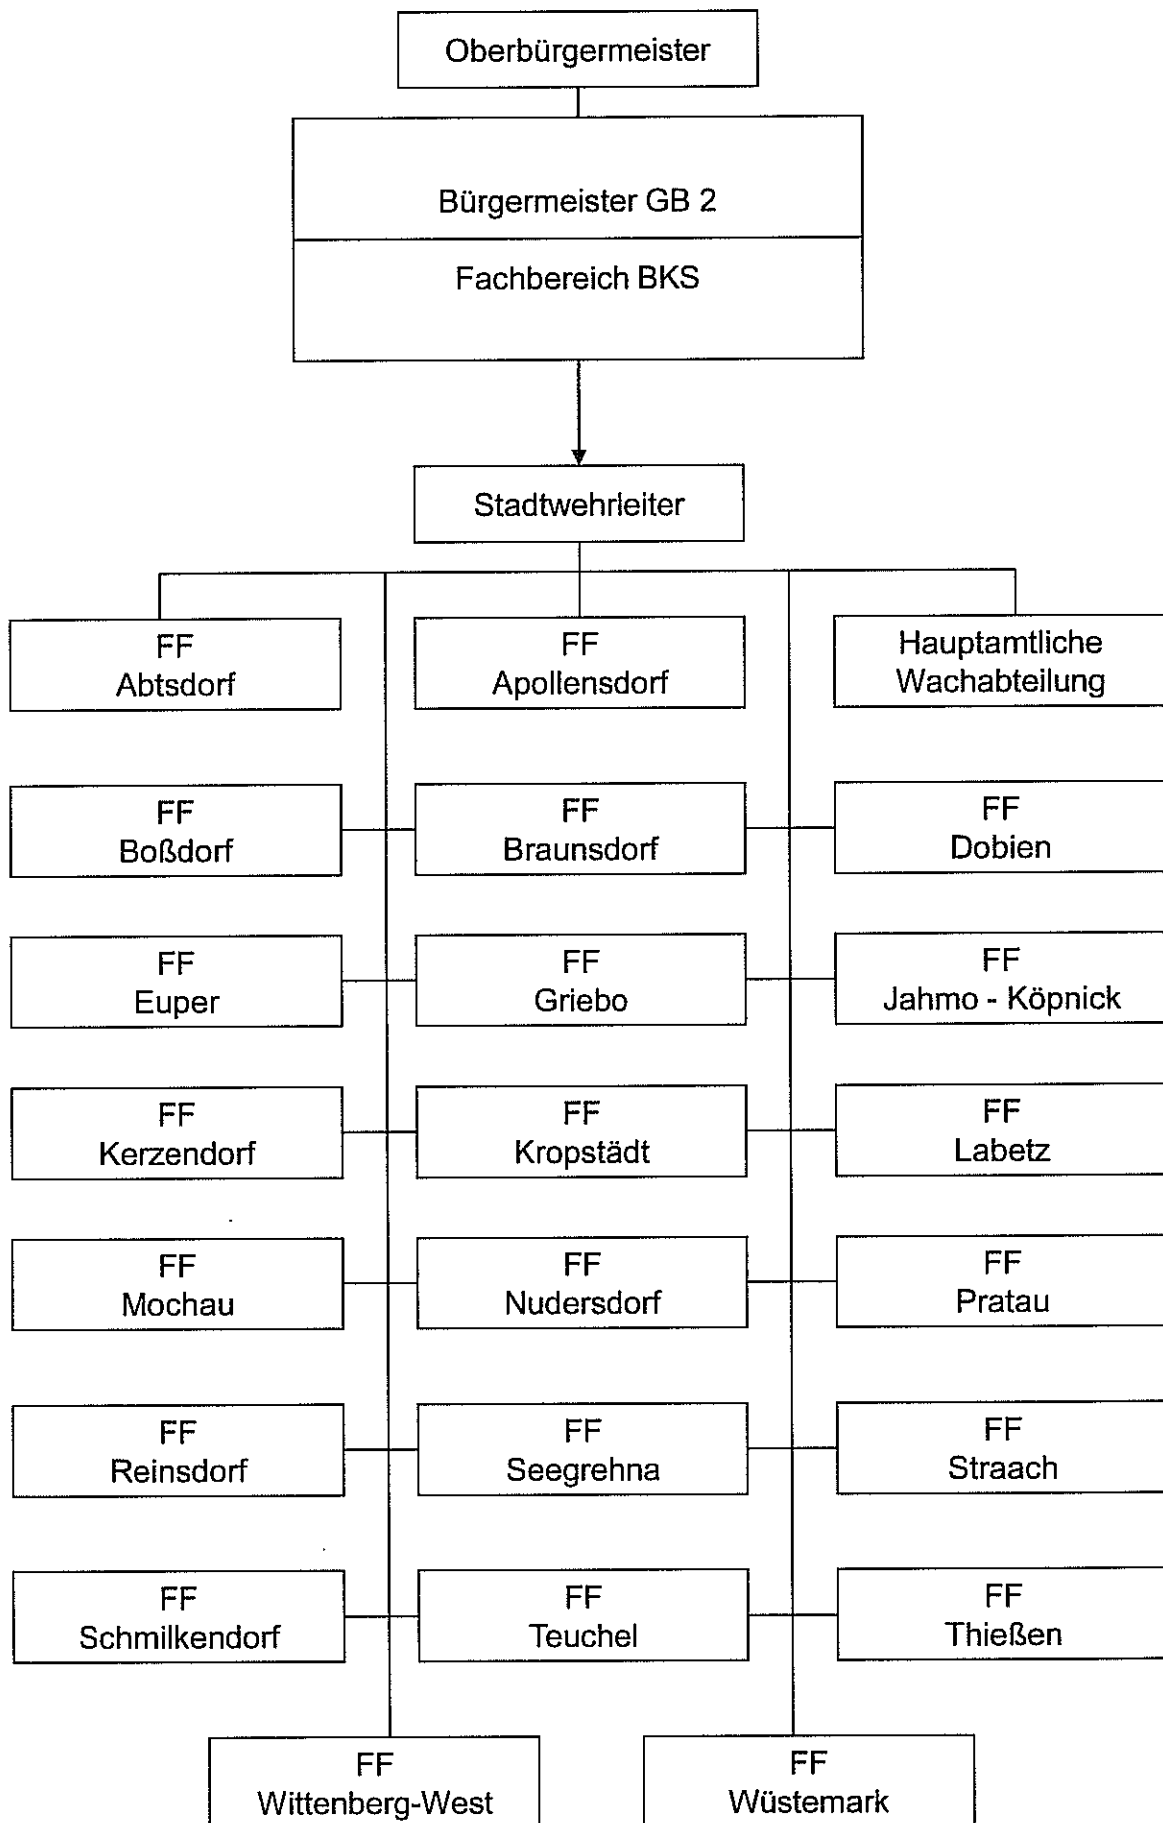 Oberbürgermeister
Bürgermeister GB 2
Fachbereich BKS
Stadtwehrleiter
FF
Abtsdorf
FF
Apollensdorf
Hauptamtliche
Wachabteilung
FF
Boßdorf
FF
Braunsdorf
FF
Dobien
FF
Euper
FF
Griebo
FF
Jahmo - Köpnick
FF
Kerzendorf
FF
Kropstädt
FF
Labetz
FF
Mochau
FF
Nudersdorf
FF
Pratau
FF
Reinsdorf
FF
Seegrehna
FF
Straach
FF
Schmilkendorf
FF
Teuchel
FF
Thießen
FF
Wittenberg-West
FF
Wüstemark